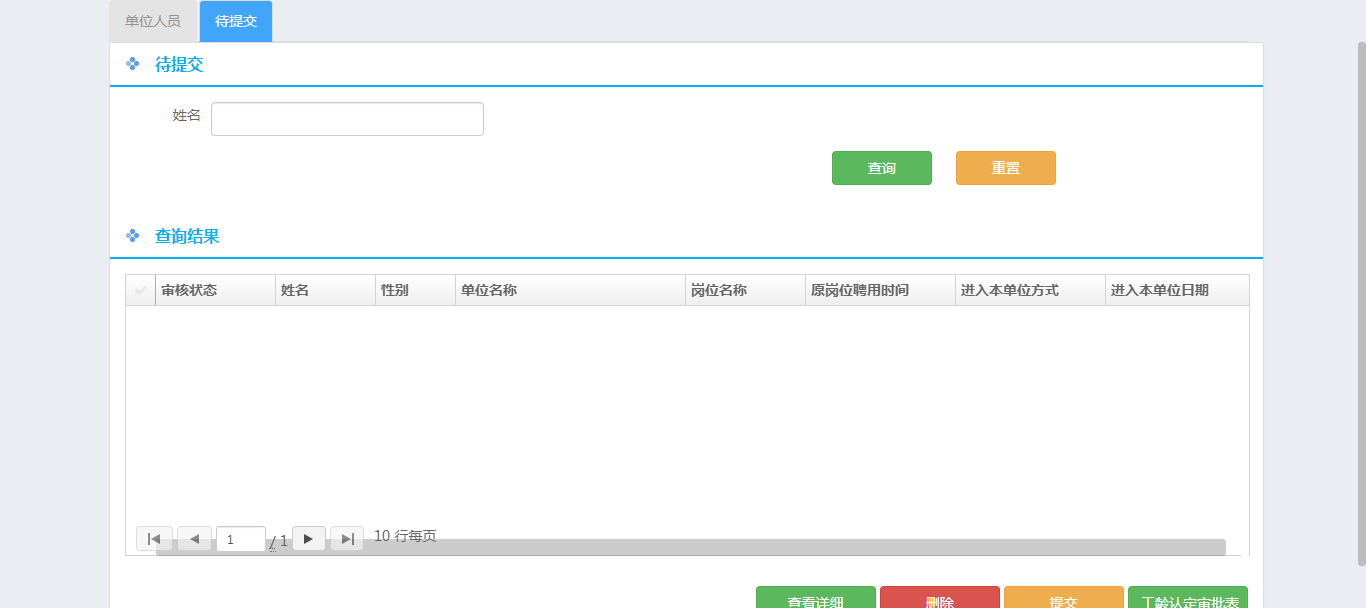 单位人员 待提交
待提交
姓名
查询 重置
查询结果
审核状态 姓名 性别 单位名称 岗位名称 原岗位聘用时间 进入本单位方式 进入本单位日期
1 / 1 10 行每页
查看详细 删除 提交 工龄认定审批表